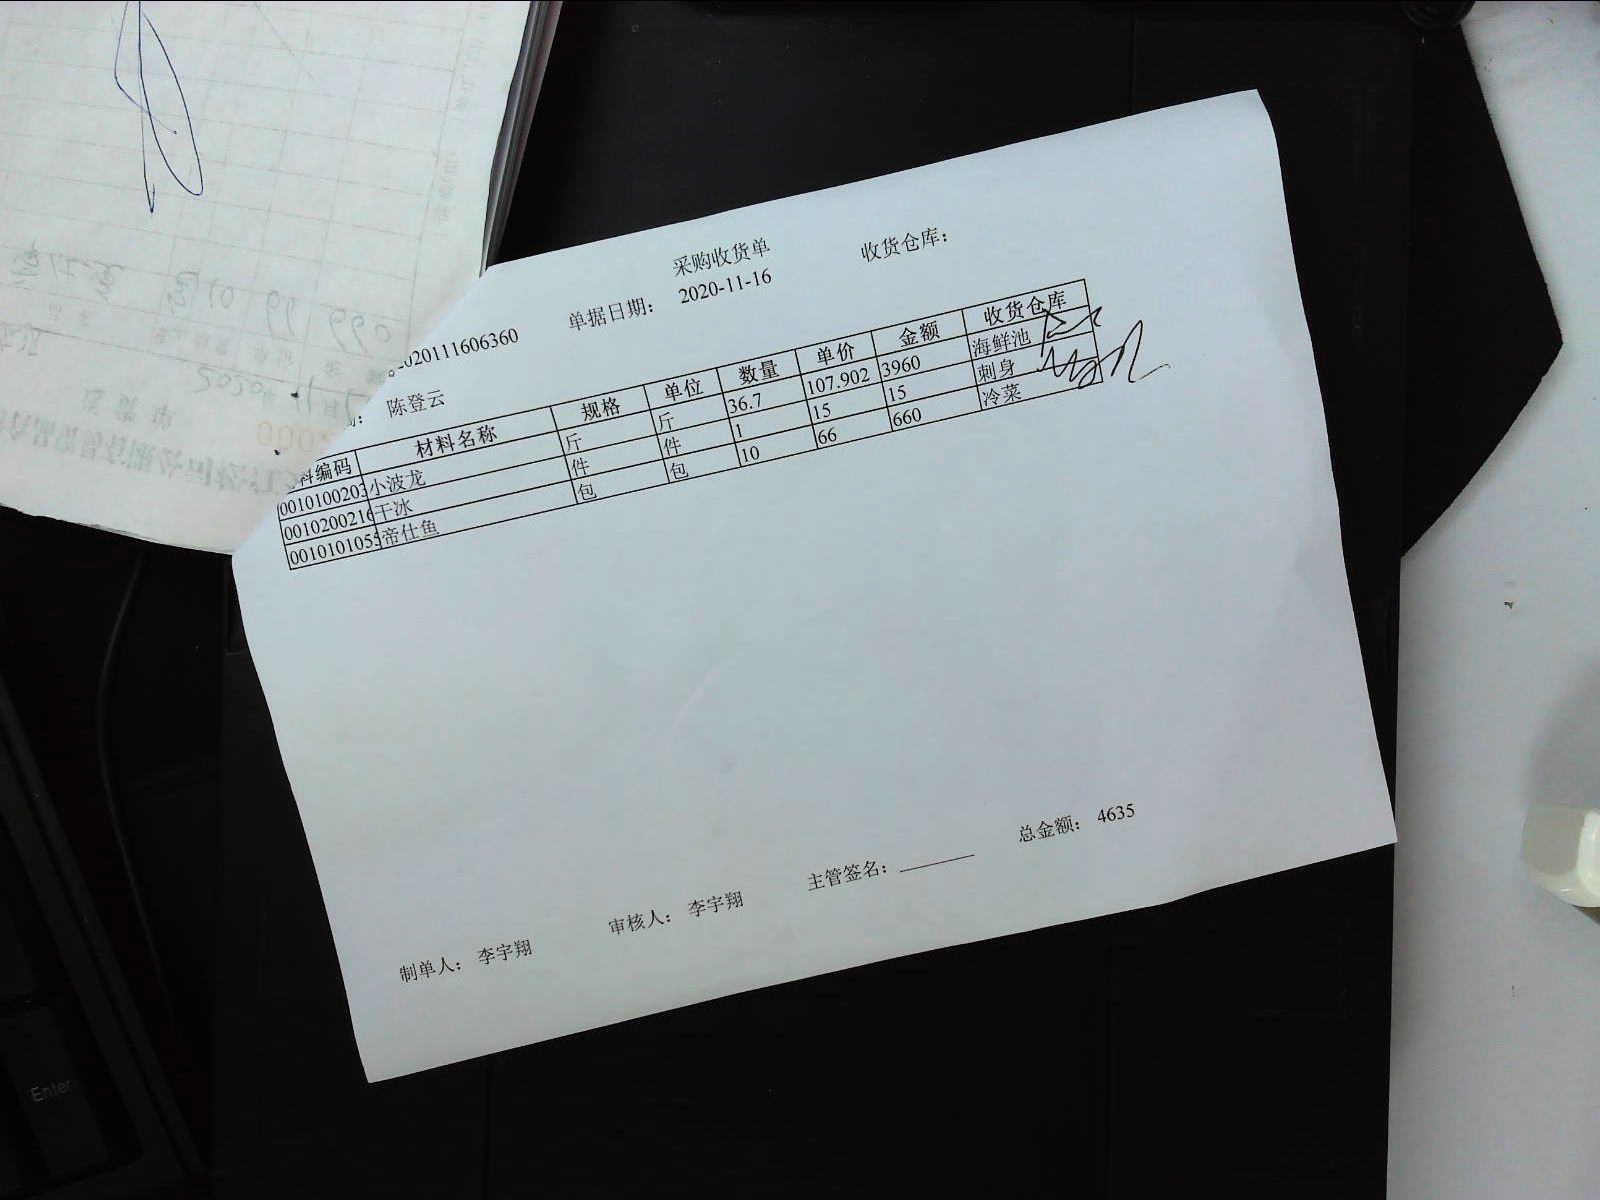 采购收货单
收货仓库：
单据日期： 2020-11-16
2020111606360
陈登云
料编码 材料名称 规格 单位 数量 单价 金额 收货仓库
0010100203 小波龙 斤 斤 36.7 107.902 3960 海鲜池
0010200216 干冰 件 件 1 15 15 刺身
0010101055 帝仕鱼 包 包 10 66 660 冷菜
总金额： 4635
主管签名：
审核人： 李宇翔
制单人： 李宇翔
Enter